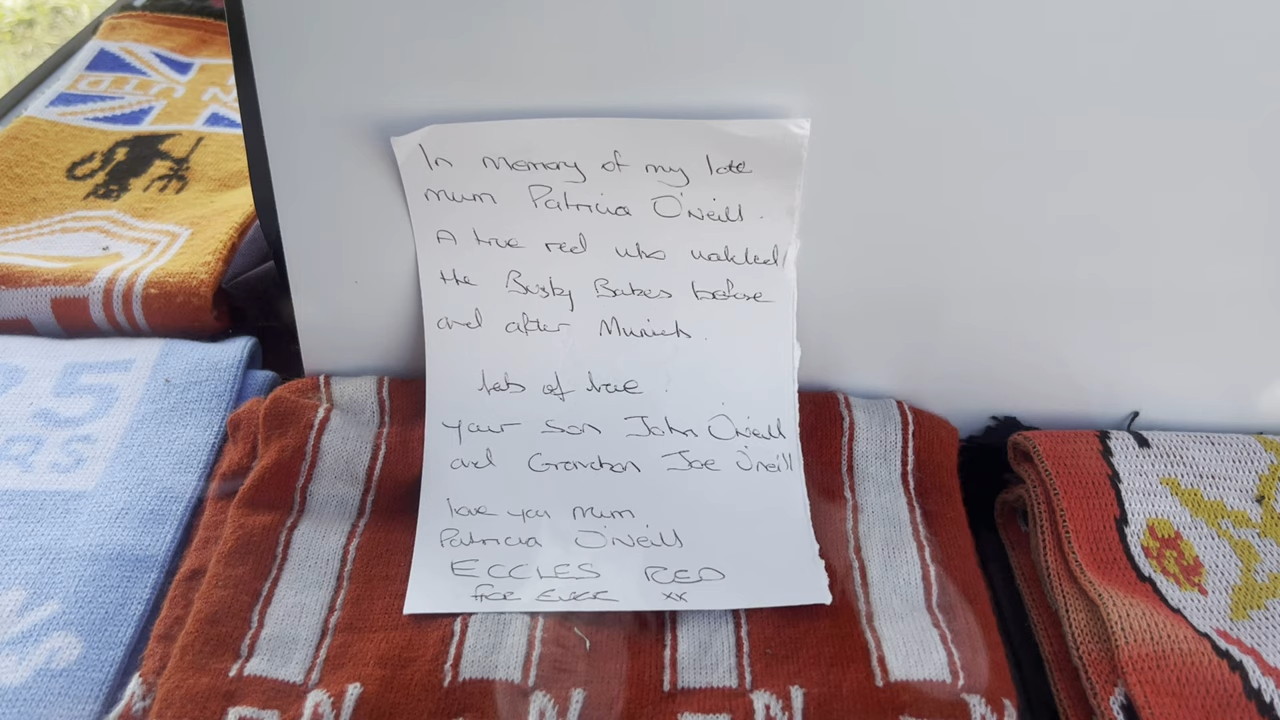 In memory of my late
mum Patricia O'Neill.
A true red who watched
the Busby Babes before
and after Munich.
lots of love
your son John O'Neill
and Grandson Joe O'neill
love you mum
Patricia O'Neill
ECCLES RED
FOR EVER xx